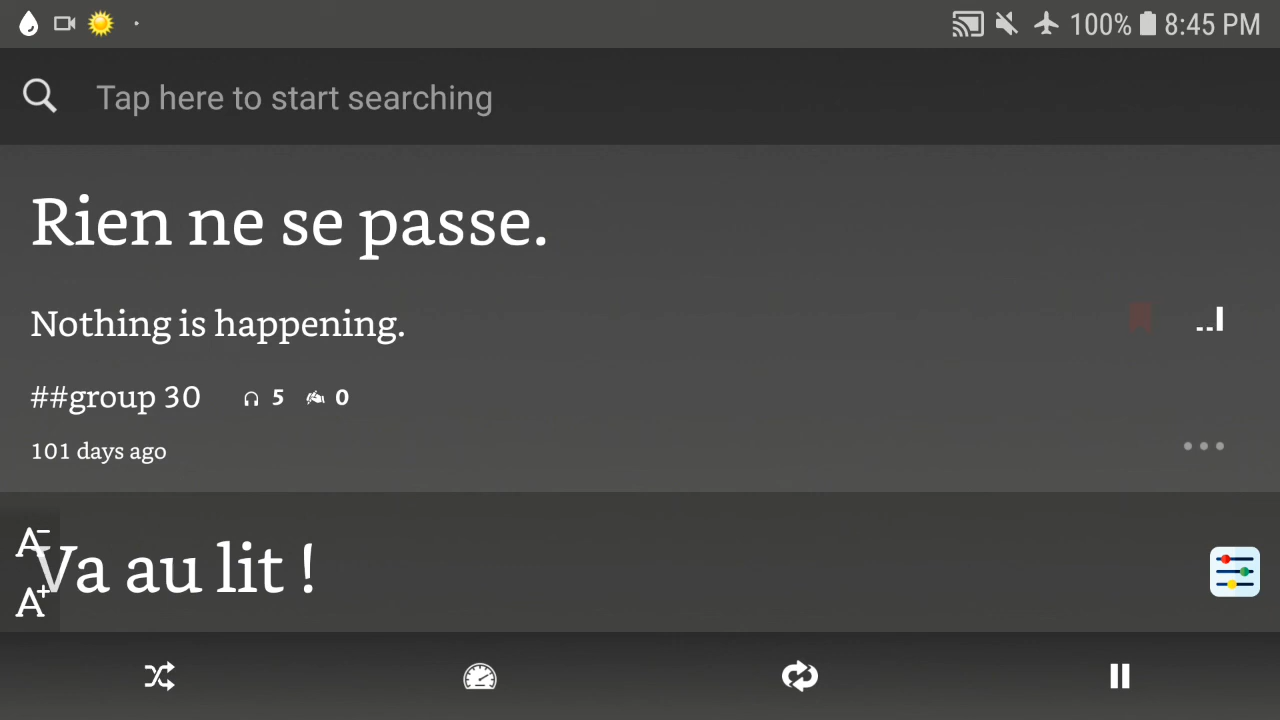 100% 8:45 PM
Tap here to start searching
Rien ne se passe.
Nothing is happening.
##group 30 5 0
101 days ago
A-
Va au lit !
A+